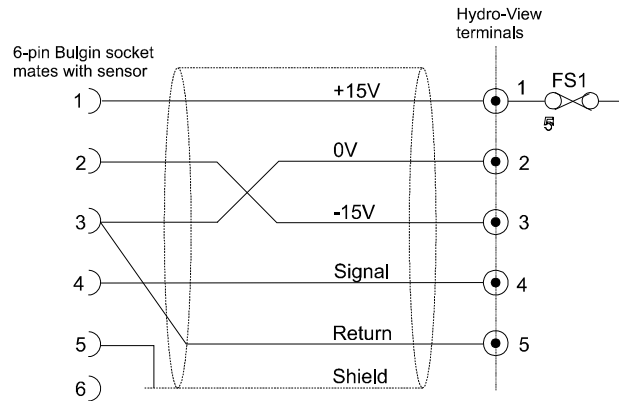 Hydro-View
terminals
6-pin Bulgin socket
mates with sensor
1 +15V 1 FS1
2 0V 2
3 -15V 3
4 Signal 4
5 Return 5
6 Shield